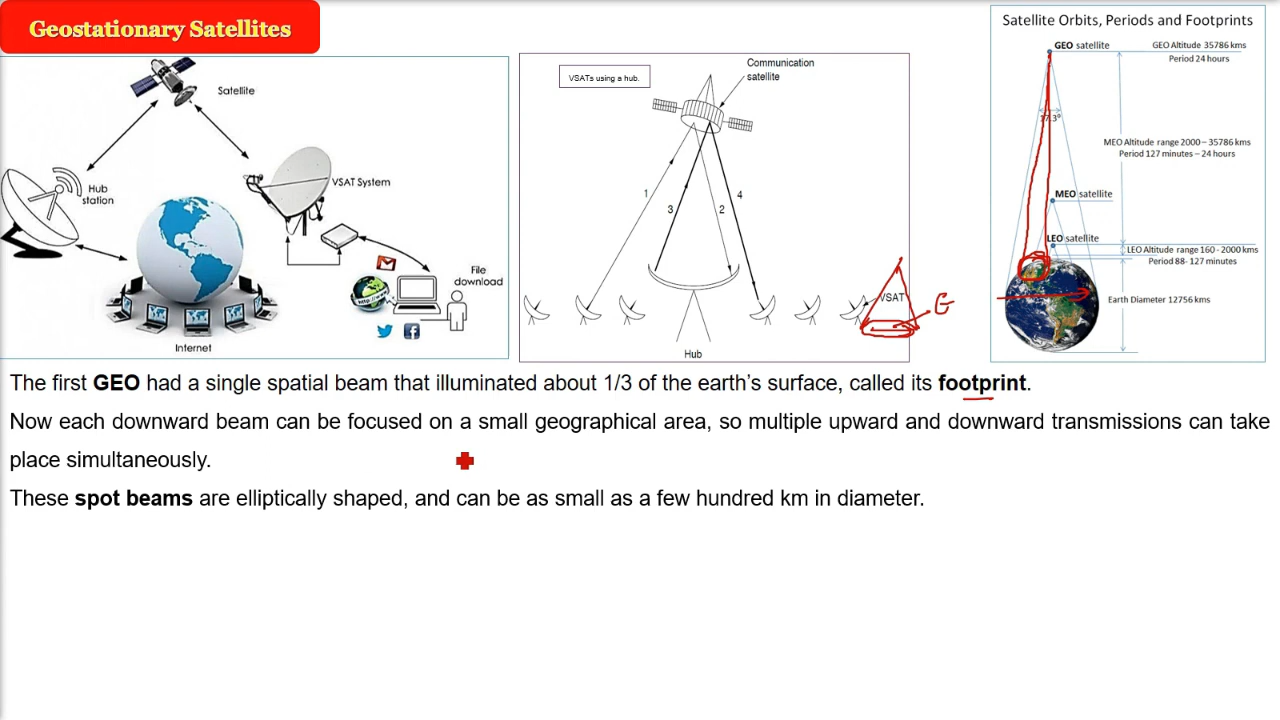 Geostationary Satellites
Satellite
Hub
station
VSAT System
File
download
http://www
Internet
VSATs using a hub.
Communication
satellite
1
3
2
4
VSAT
Hub
G
Satellite Orbits, Periods and Footprints
GEO satellite
GEO Altitude 35786 kms
Period 24 hours
17.3°
MEO Altitude range 2000 – 35786 kms
Period 127 minutes – 24 hours
MEO satellite
LEO satellite
LEO Altitude range 160 - 2000 kms
Period 88- 127 minutes
Earth Diameter 12756 kms
The first GEO had a single spatial beam that illuminated about 1/3 of the earth's surface, called its footprint.
Now each downward beam can be focused on a small geographical area, so multiple upward and downward transmissions can take
place simultaneously.
These spot beams are elliptically shaped, and can be as small as a few hundred km in diameter.